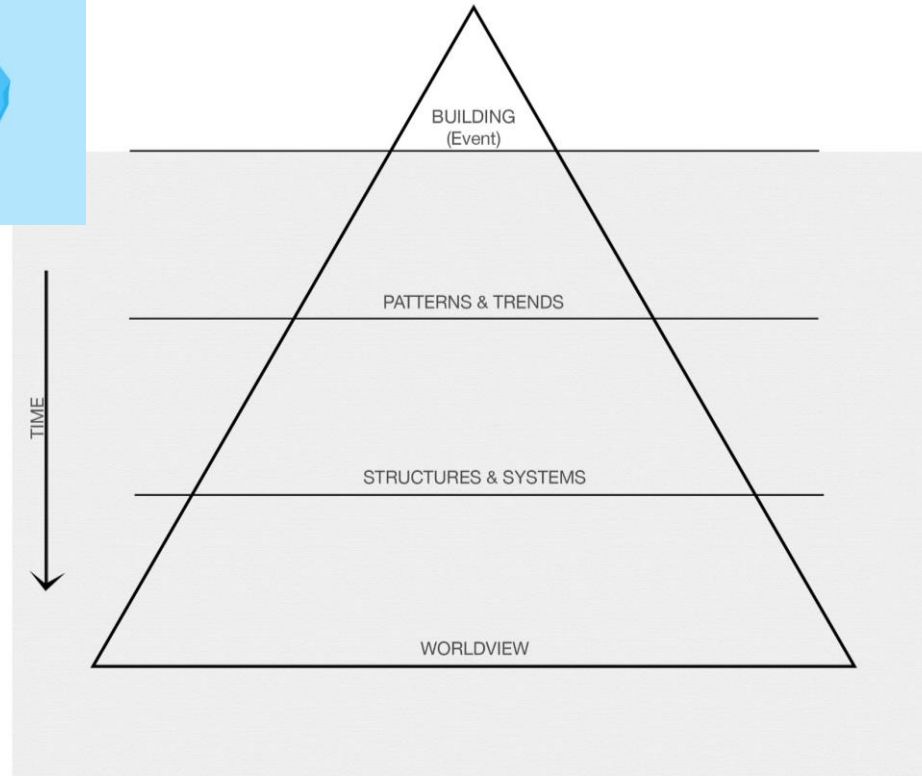 BUILDING
(Event)
PATTERNS & TRENDS
TIME
STRUCTURES & SYSTEMS
WORLDVIEW